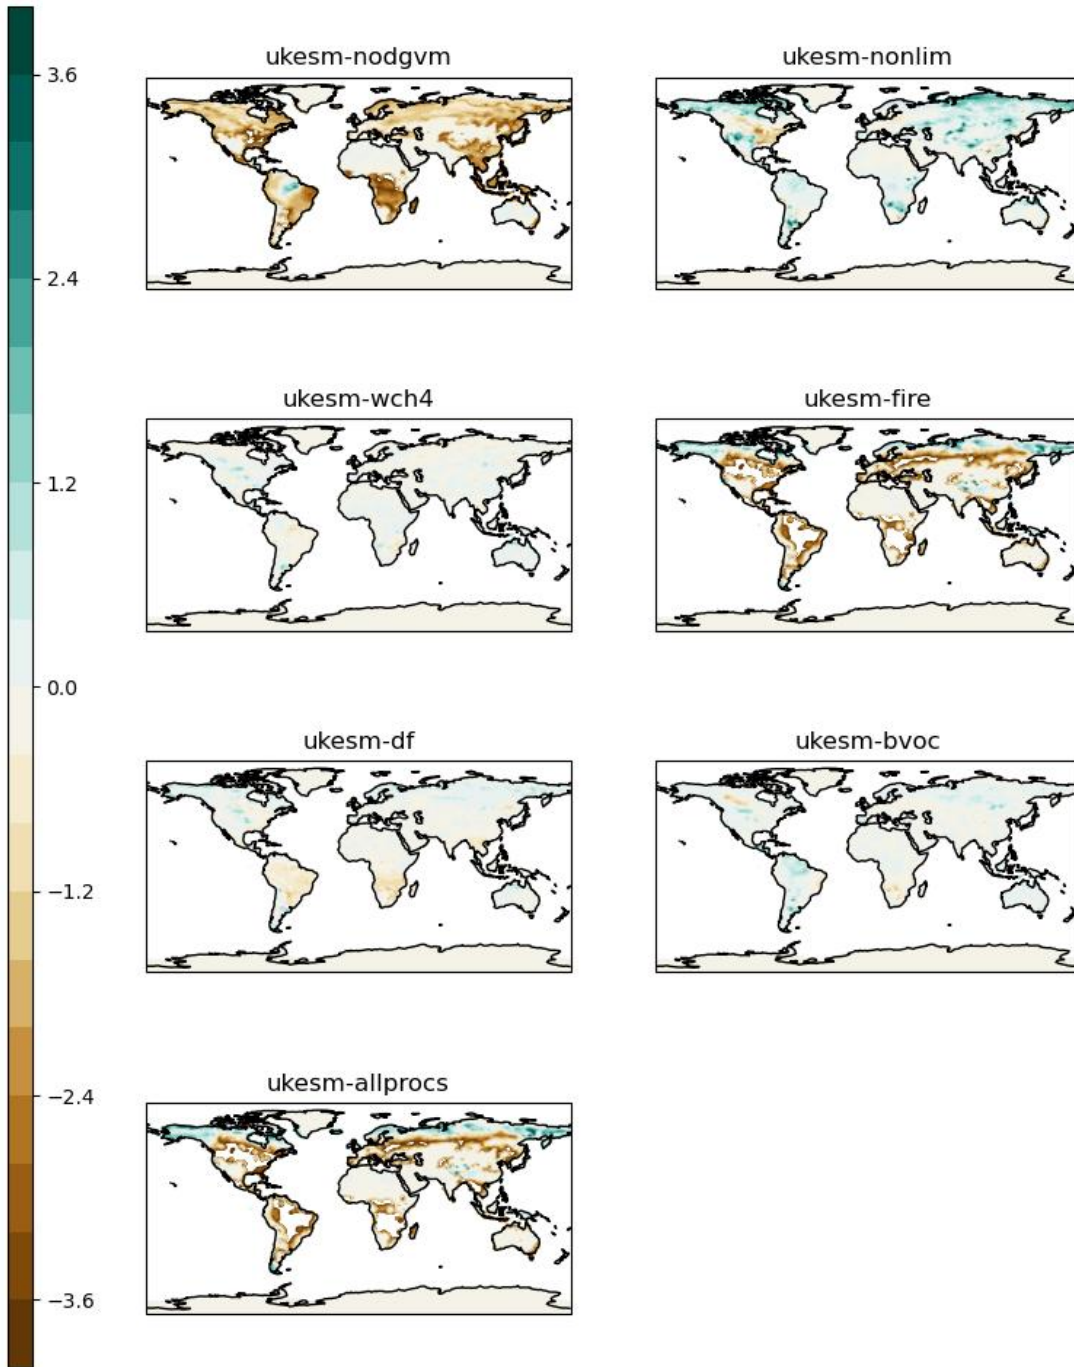 ukesm-nodgvm
ukesm-nonlim
3.6
2.4
ukesm-wch4
ukesm-fire
1.2
0.0
ukesm-df
ukesm-bvoc
−1.2
−2.4
ukesm-allprocs
−3.6